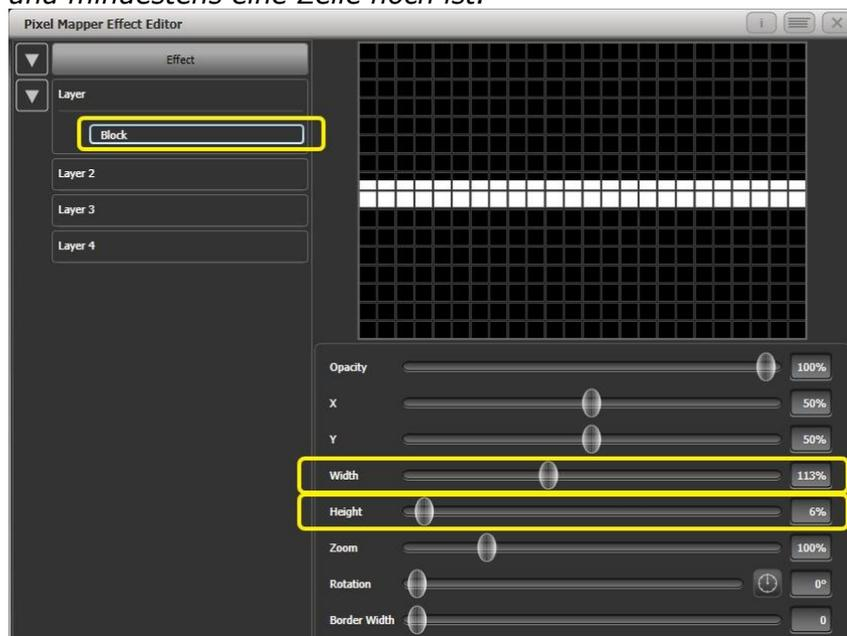 und mindestens eine Zeile hoch ist.
Pixel Mapper Effect Editor
i
Effect
Layer
Block
Layer 2
Layer 3
Layer 4
Opacity 100%
X 50%
Y 50%
Width 113%
Height 6%
Zoom 100%
Rotation 0°
Border Width 0